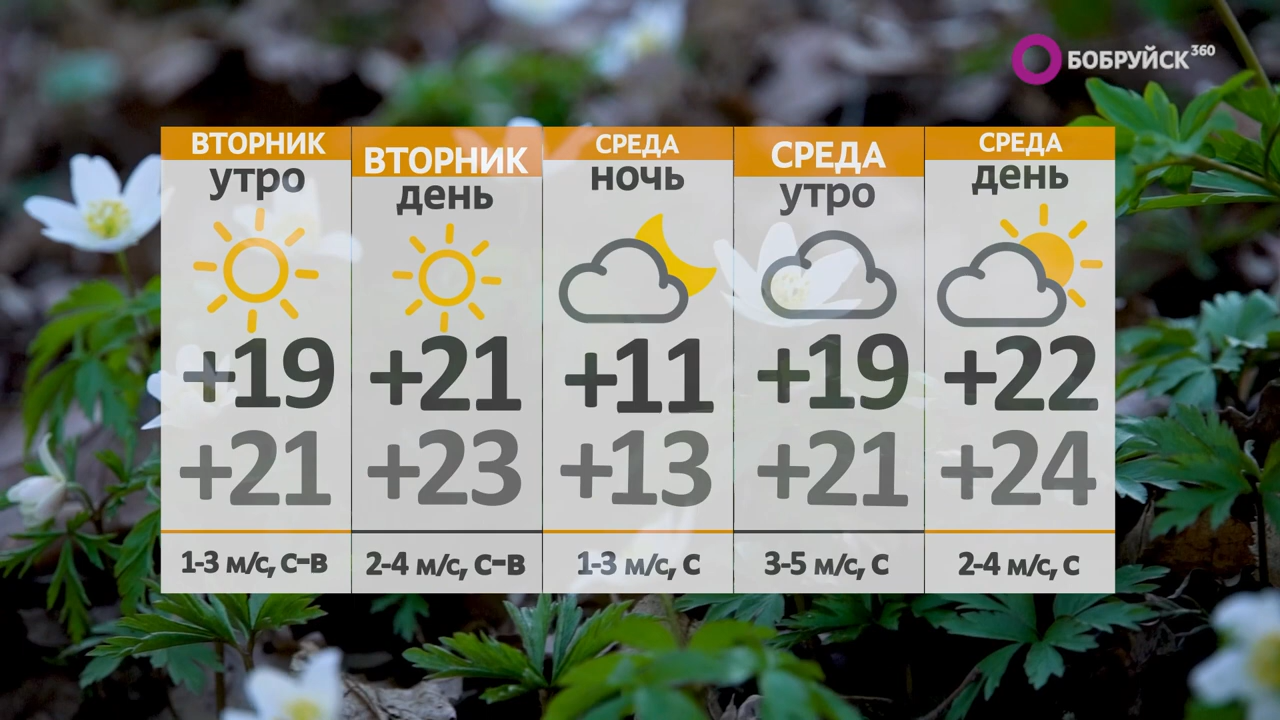 БОБРУЙСК360
ВТОРНИК
утро
+19
+21
1-3 м/с, С-В
ВТОРНИК
день
+21
+23
2-4 м/с, С-В
СРЕДА
ночь
+11
+13
1-3 м/с, С
СРЕДА
утро
+19
+21
3-5 м/с, С
СРЕДА
день
+22
+24
2-4 м/с, С